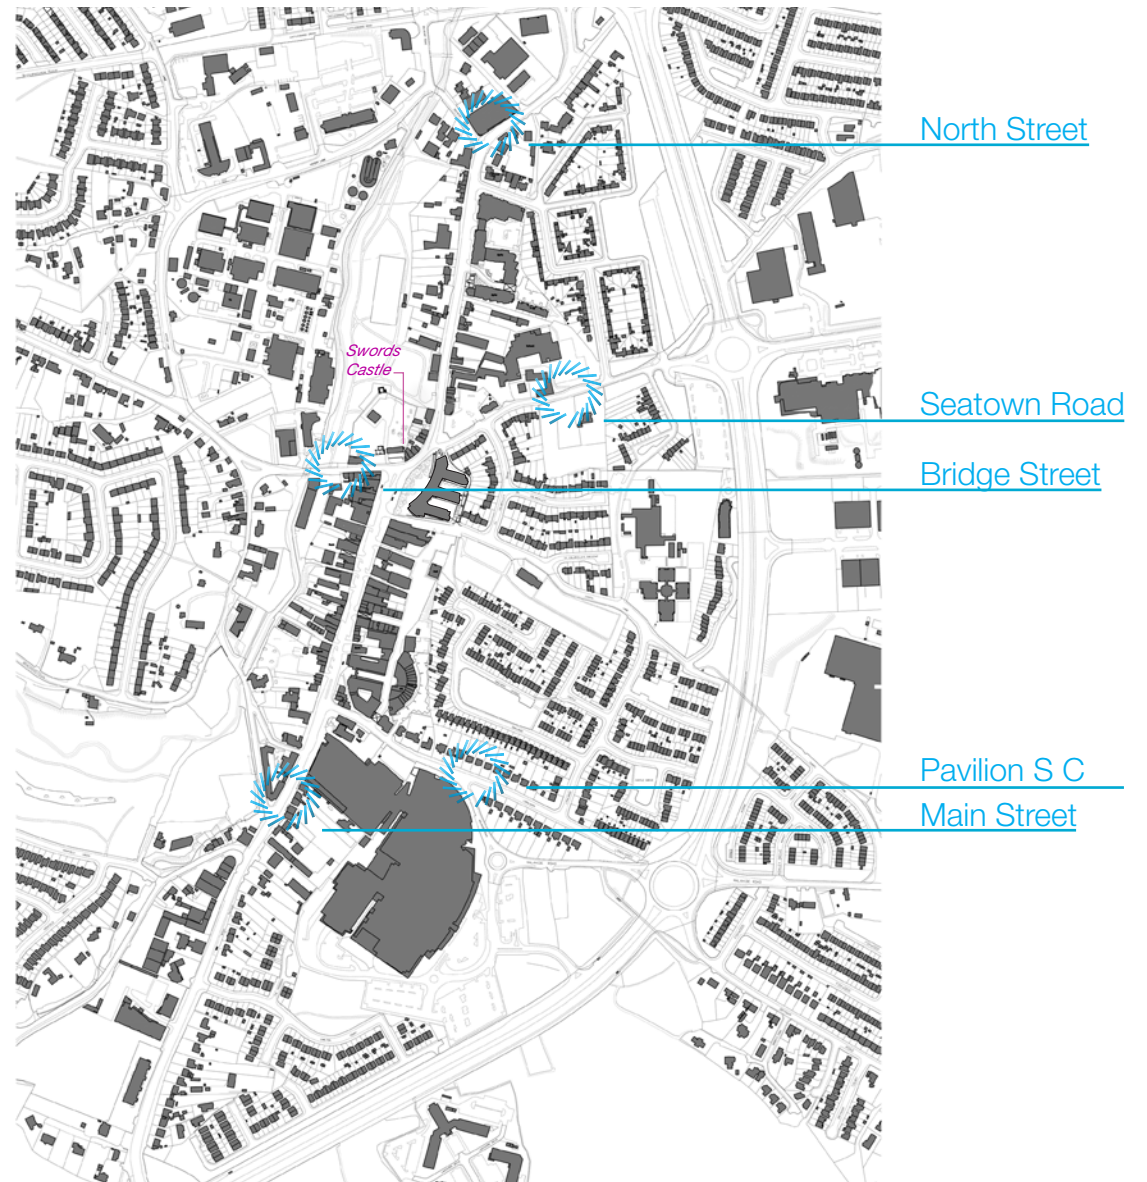 North Street
Swords
Castle
Seatown Road
Bridge Street
Pavilion S C
Main Street